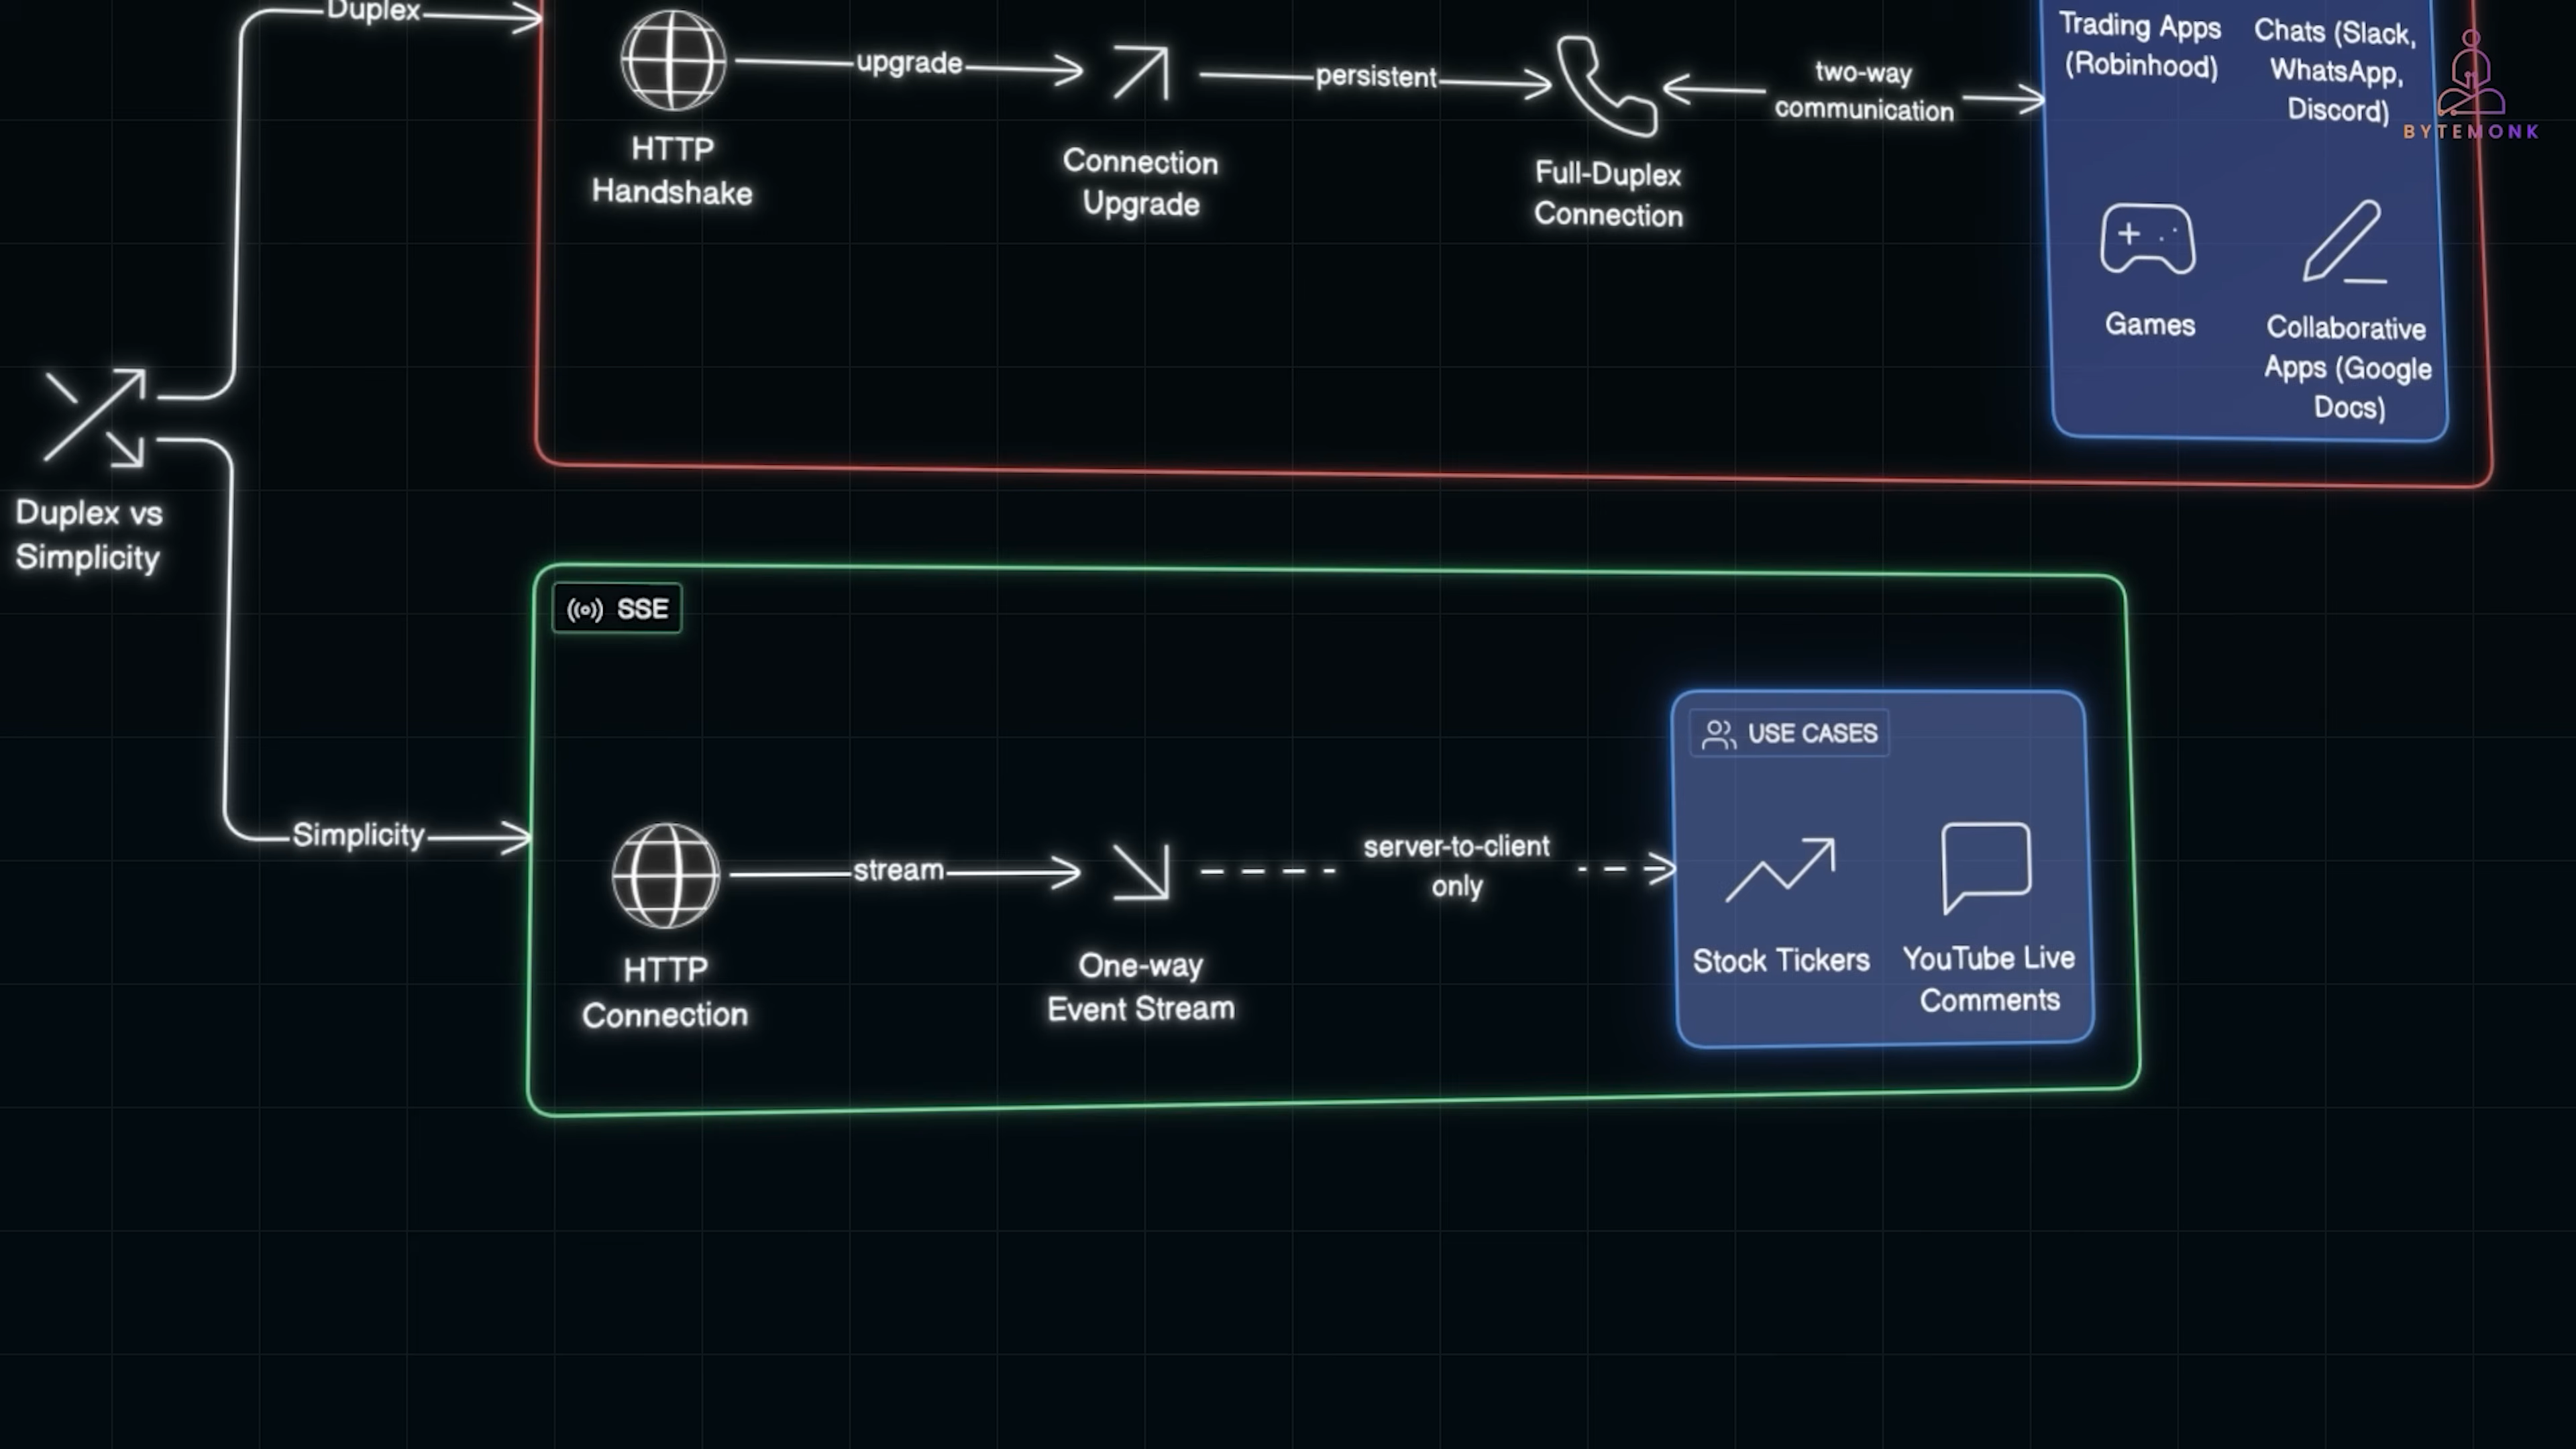 Duplex
HTTP
Handshake
upgrade
Connection
Upgrade
persistent
Full-Duplex
Connection
two-way
communication
Trading Apps
(Robinhood)
Chats (Slack,
WhatsApp,
Discord)
BYTEMONK
Games
Collaborative
Apps (Google
Docs)
Duplex vs
Simplicity
Simplicity
SSE
HTTP
Connection
stream
One-way
Event Stream
server-to-client
only
USE CASES
Stock Tickers
YouTube Live
Comments